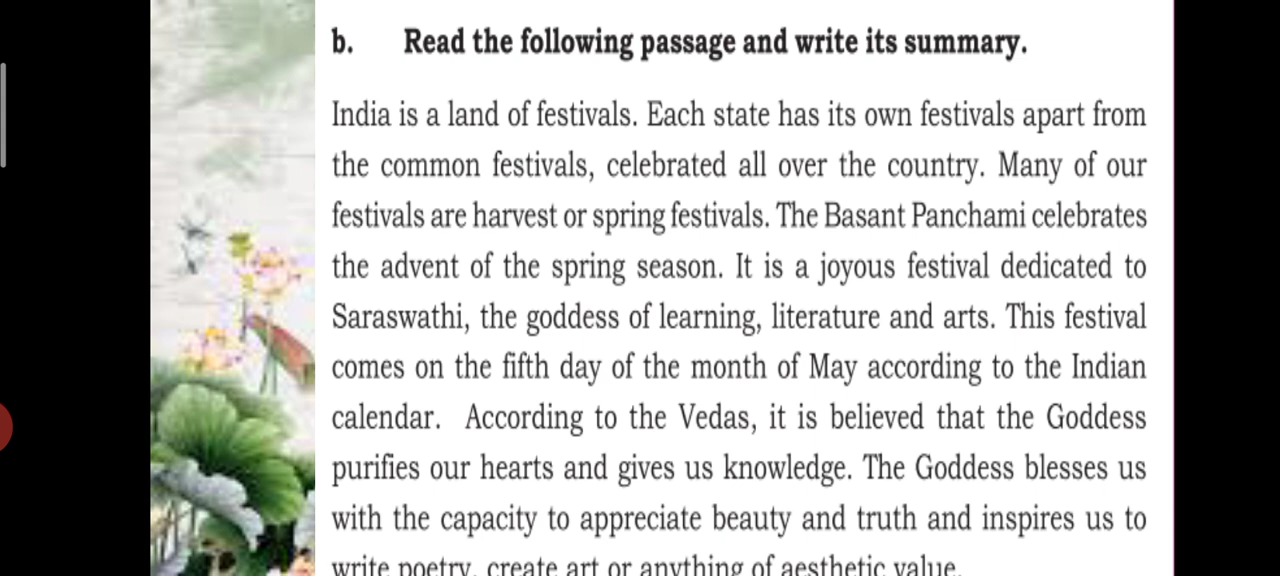 b. Read the following passage and write its summary.
India is a land of festivals. Each state has its own festivals apart from
the common festivals, celebrated all over the country. Many of our
festivals are harvest or spring festivals. The Basant Panchami celebrates
the advent of the spring season. It is a joyous festival dedicated to
Saraswathi, the goddess of learning, literature and arts. This festival
comes on the fifth day of the month of May according to the Indian
calendar. According to the Vedas, it is believed that the Goddess
purifies our hearts and gives us knowledge. The Goddess blesses us
with the capacity to appreciate beauty and truth and inspires us to
write poetry, create art or anything of aesthetic value.